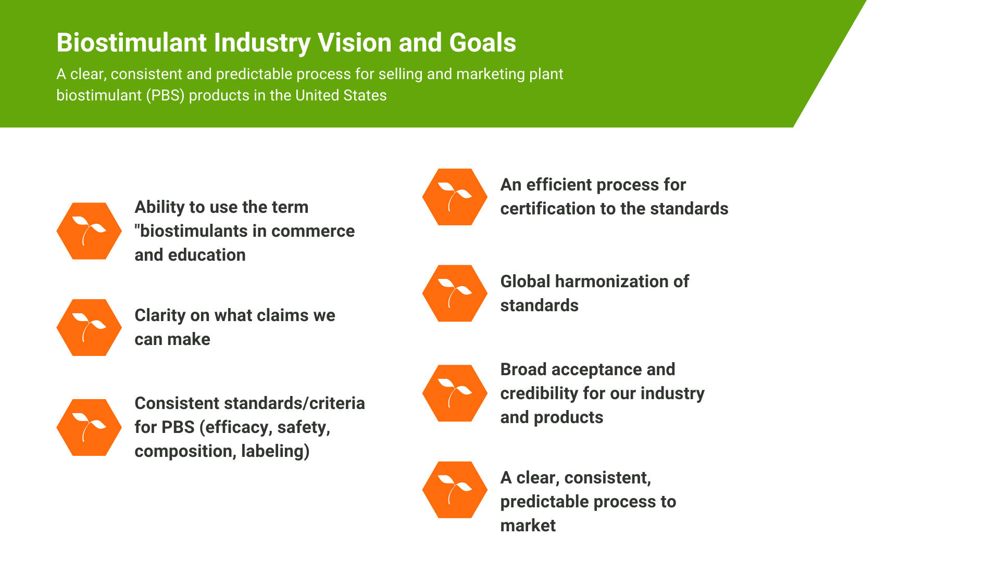 Biostimulant Industry Vision and Goals
A clear, consistent and predictable process for selling and marketing plant
biostimulant (PBS) products in the United States
Ability to use the term
"biostimulants in commerce
and education
Clarity on what claims we
can make
Consistent standards/criteria
for PBS (efficacy, safety,
composition, labeling)
An efficient process for
certification to the standards
Global harmonization of
standards
Broad acceptance and
credibility for our industry
and products
A clear, consistent,
predictable process to
market